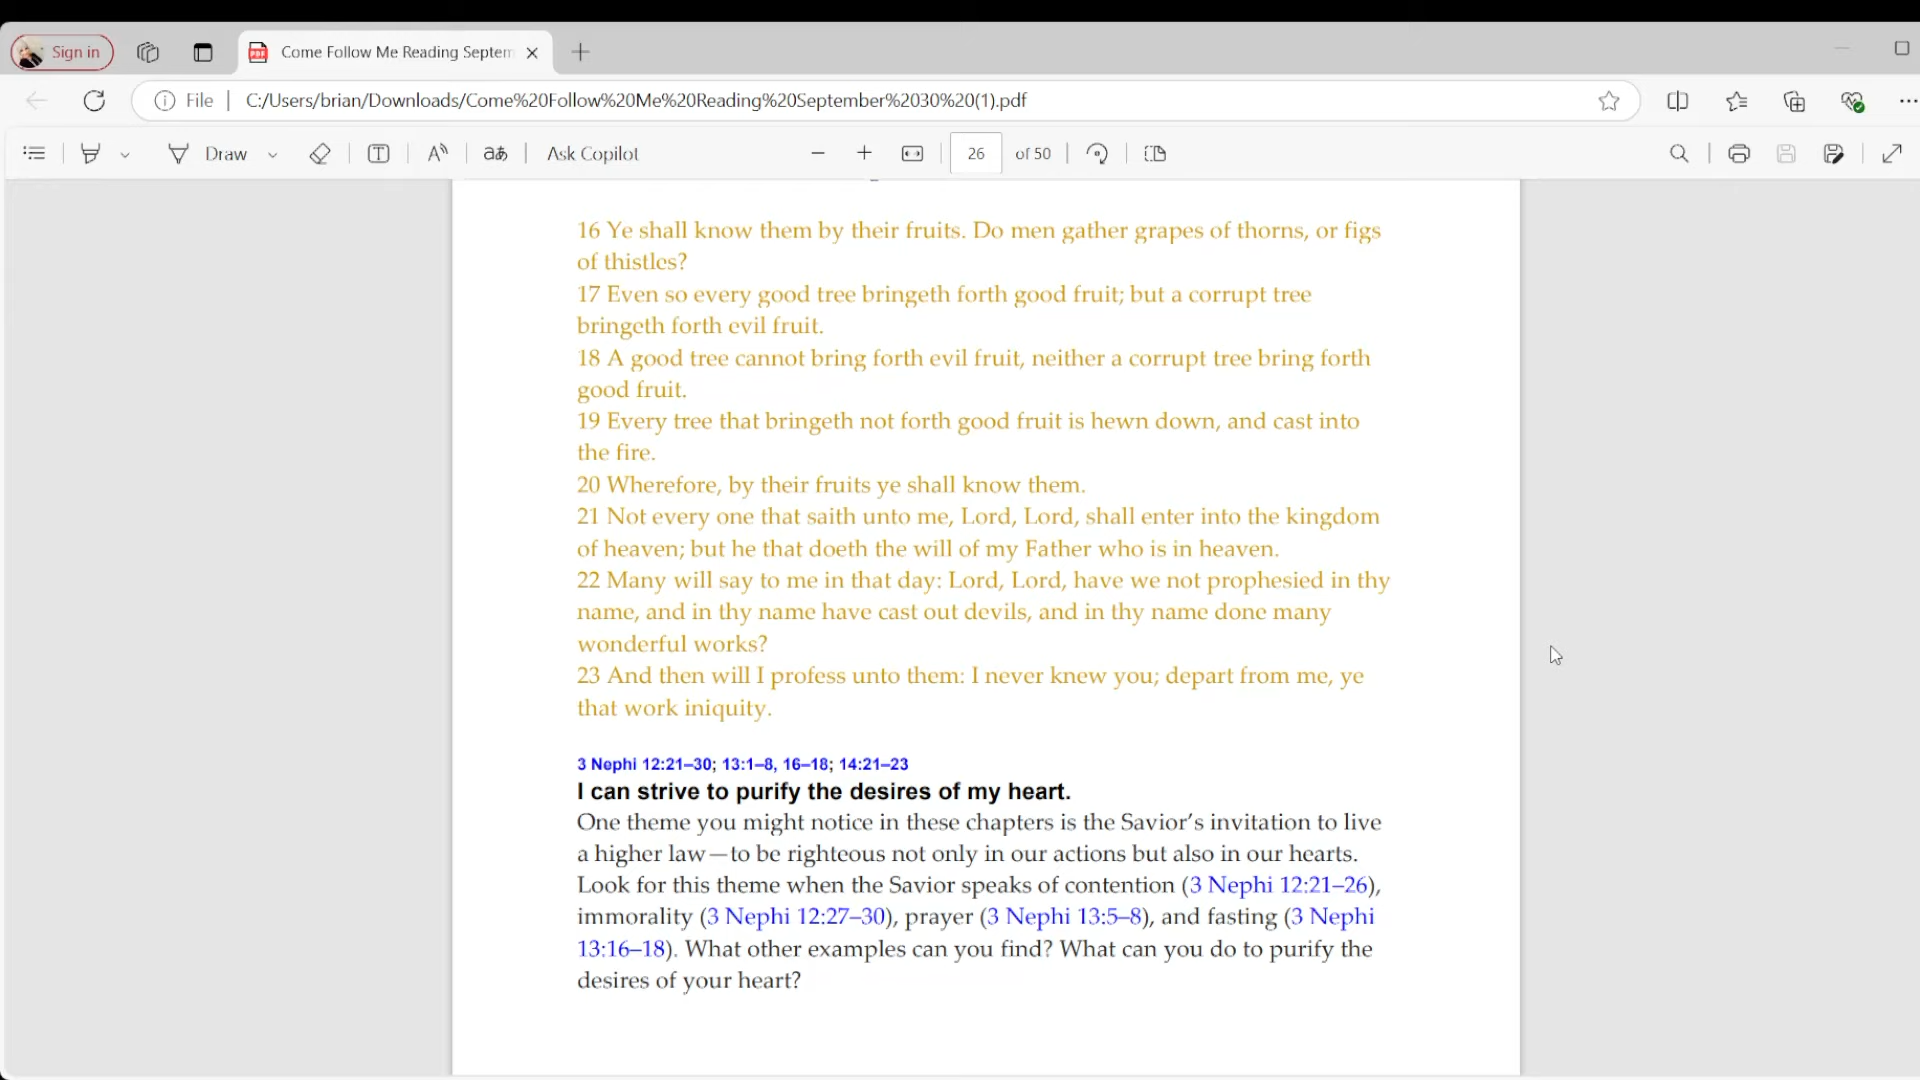 Sign in
Come Follow Me Reading Septem
File
C:/Users/brian/Downloads/Come%20Follow%20Me%20Reading%20September%2030%20(1).pdf
Draw
Ask Copilot
26 of 50
16 Ye shall know them by their fruits. Do men gather grapes of thorns, or figs
of thistles?
17 Even so every good tree bringeth forth good fruit; but a corrupt tree
bringeth forth evil fruit.
18 A good tree cannot bring forth evil fruit, neither a corrupt tree bring forth
good fruit.
19 Every tree that bringeth not forth good fruit is hewn down, and cast into
the fire.
20 Wherefore, by their fruits ye shall know them.
21 Not every one that saith unto me, Lord, Lord, shall enter into the kingdom
of heaven; but he that doeth the will of my Father who is in heaven.
22 Many will say to me in that day: Lord, Lord, have we not prophesied in thy
name, and in thy name have cast out devils, and in thy name done many
wonderful works?
23 And then will I profess unto them: I never knew you; depart from me, ye
that work iniquity.
3 Nephi 12:21–30; 13:1–8, 16–18; 14:21–23
I can strive to purify the desires of my heart.
One theme you might notice in these chapters is the Savior’s invitation to live
a higher law—to be righteous not only in our actions but also in our hearts.
Look for this theme when the Savior speaks of contention (3 Nephi 12:21–26),
immorality (3 Nephi 12:27–30), prayer (3 Nephi 13:5–8), and fasting (3 Nephi
13:16–18). What other examples can you find? What can you do to purify the
desires of your heart?